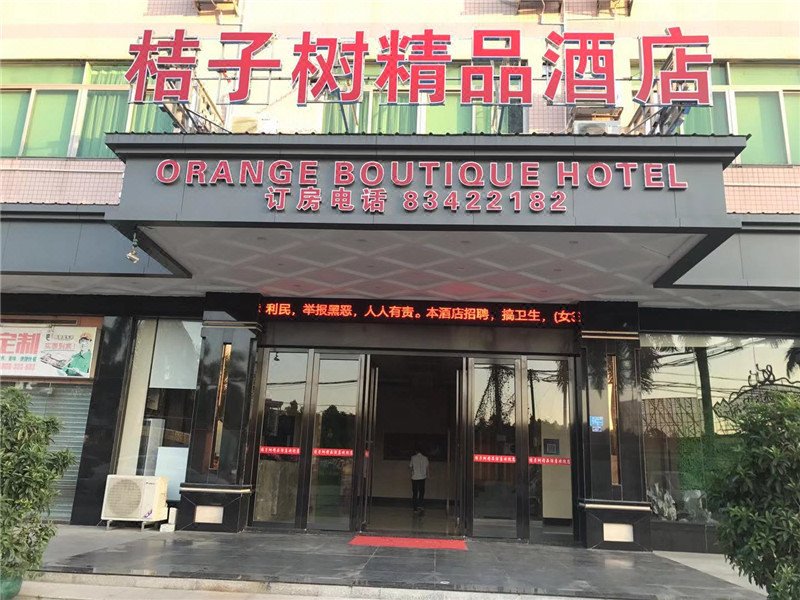 桔子树精品酒店
ORANGE BOUTIQUE HOTEL
订房电话 83422182
利民，举报黑恶，人人有责。本酒店招聘，搞卫生，(女3
定制